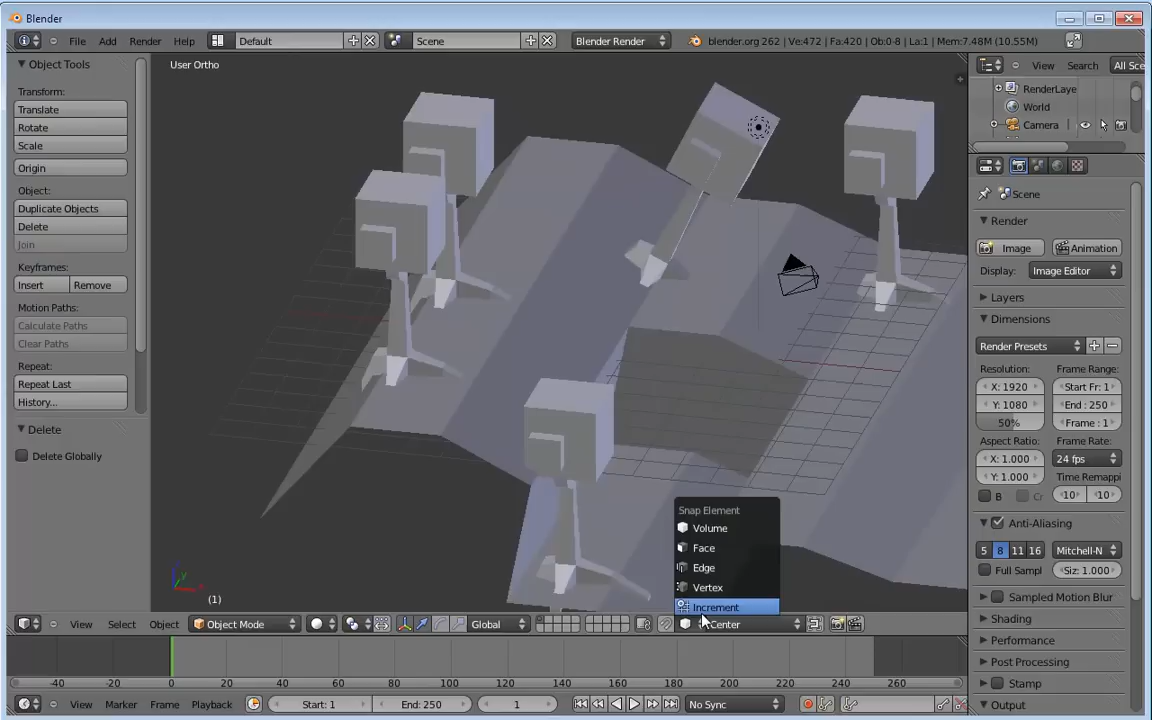 Blender
File Add Render Help Default Scene Blender Render blender.org 262 | Ve:472 | Fa:420 | Ob:0-8 | La:1 | Mem:7.48M (10.55M)
Object Tools
Transform:
Translate
Rotate
Scale
Origin
Object:
Duplicate Objects
Delete
Join
Keyframes:
Insert Remove
Motion Paths:
Calculate Paths
Clear Paths
Repeat:
Repeat Last
History...
Delete
Delete Globally
User Ortho
(1)
Snap Element
Volume
Face
Edge
Vertex
Increment
View Select Object Object Mode Global Center
-40 -20 0 20 40 60 80 100 120 140 160 180 200 220 240 260
View Marker Frame Playback Start: 1 End: 250 1 No Sync
View Search All Sce
RenderLaye
World
Camera
Scene
Render
Image Animation
Display: Image Editor
Layers
Dimensions
Render Presets
Resolution: Frame Range:
X: 1920 Start Fr: 1
Y: 1080 End : 250
50% Frame : 1
Aspect Ratio: Frame Rate:
X: 1.000 24 fps
Y: 1.000 Time Remappi
B Cr 10 10
Anti-Aliasing
5 8 11 16 Mitchell-N
Full Sampl Siz: 1.000
Sampled Motion Blur
Shading
Performance
Post Processing
Stamp
Output